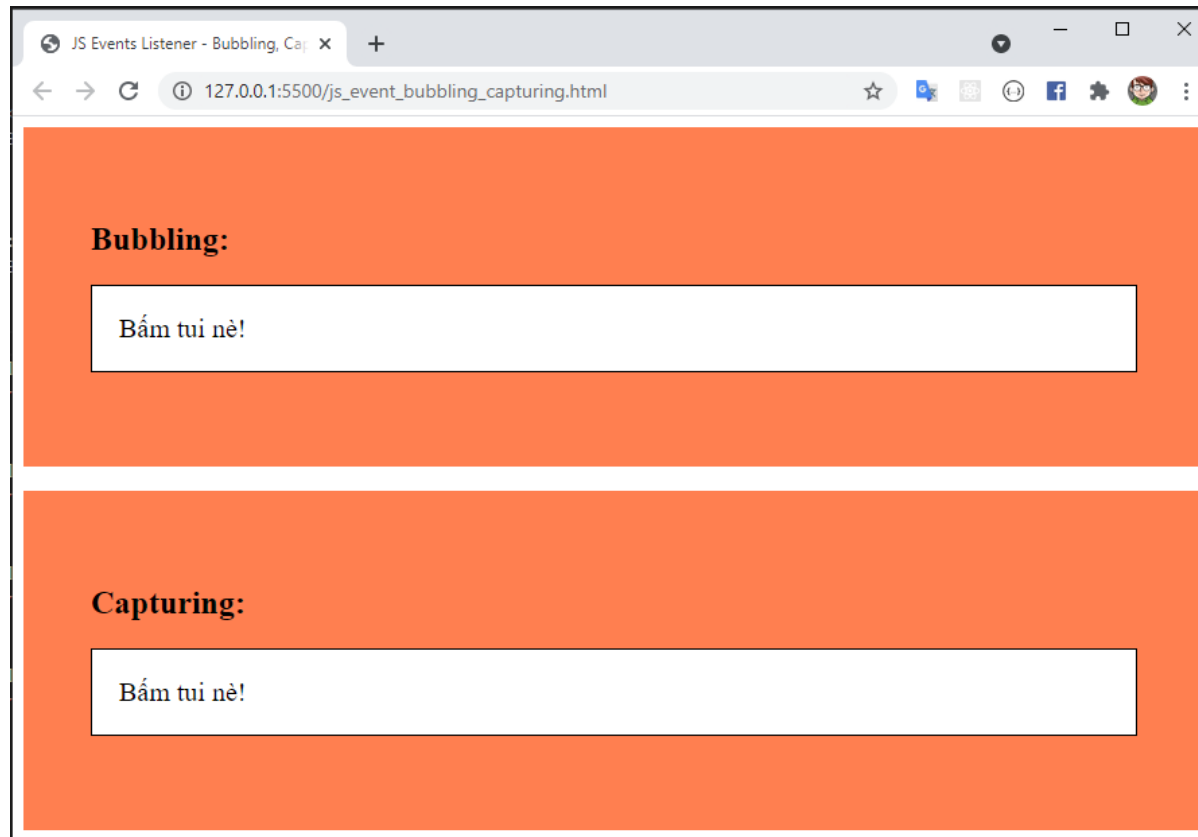 JS Events Listener - Bubbling, Cap
127.0.0.1:5500/js_event_bubbling_capturing.html
Bubbling:
Bấm tui nè!
Capturing:
Bấm tui nè!